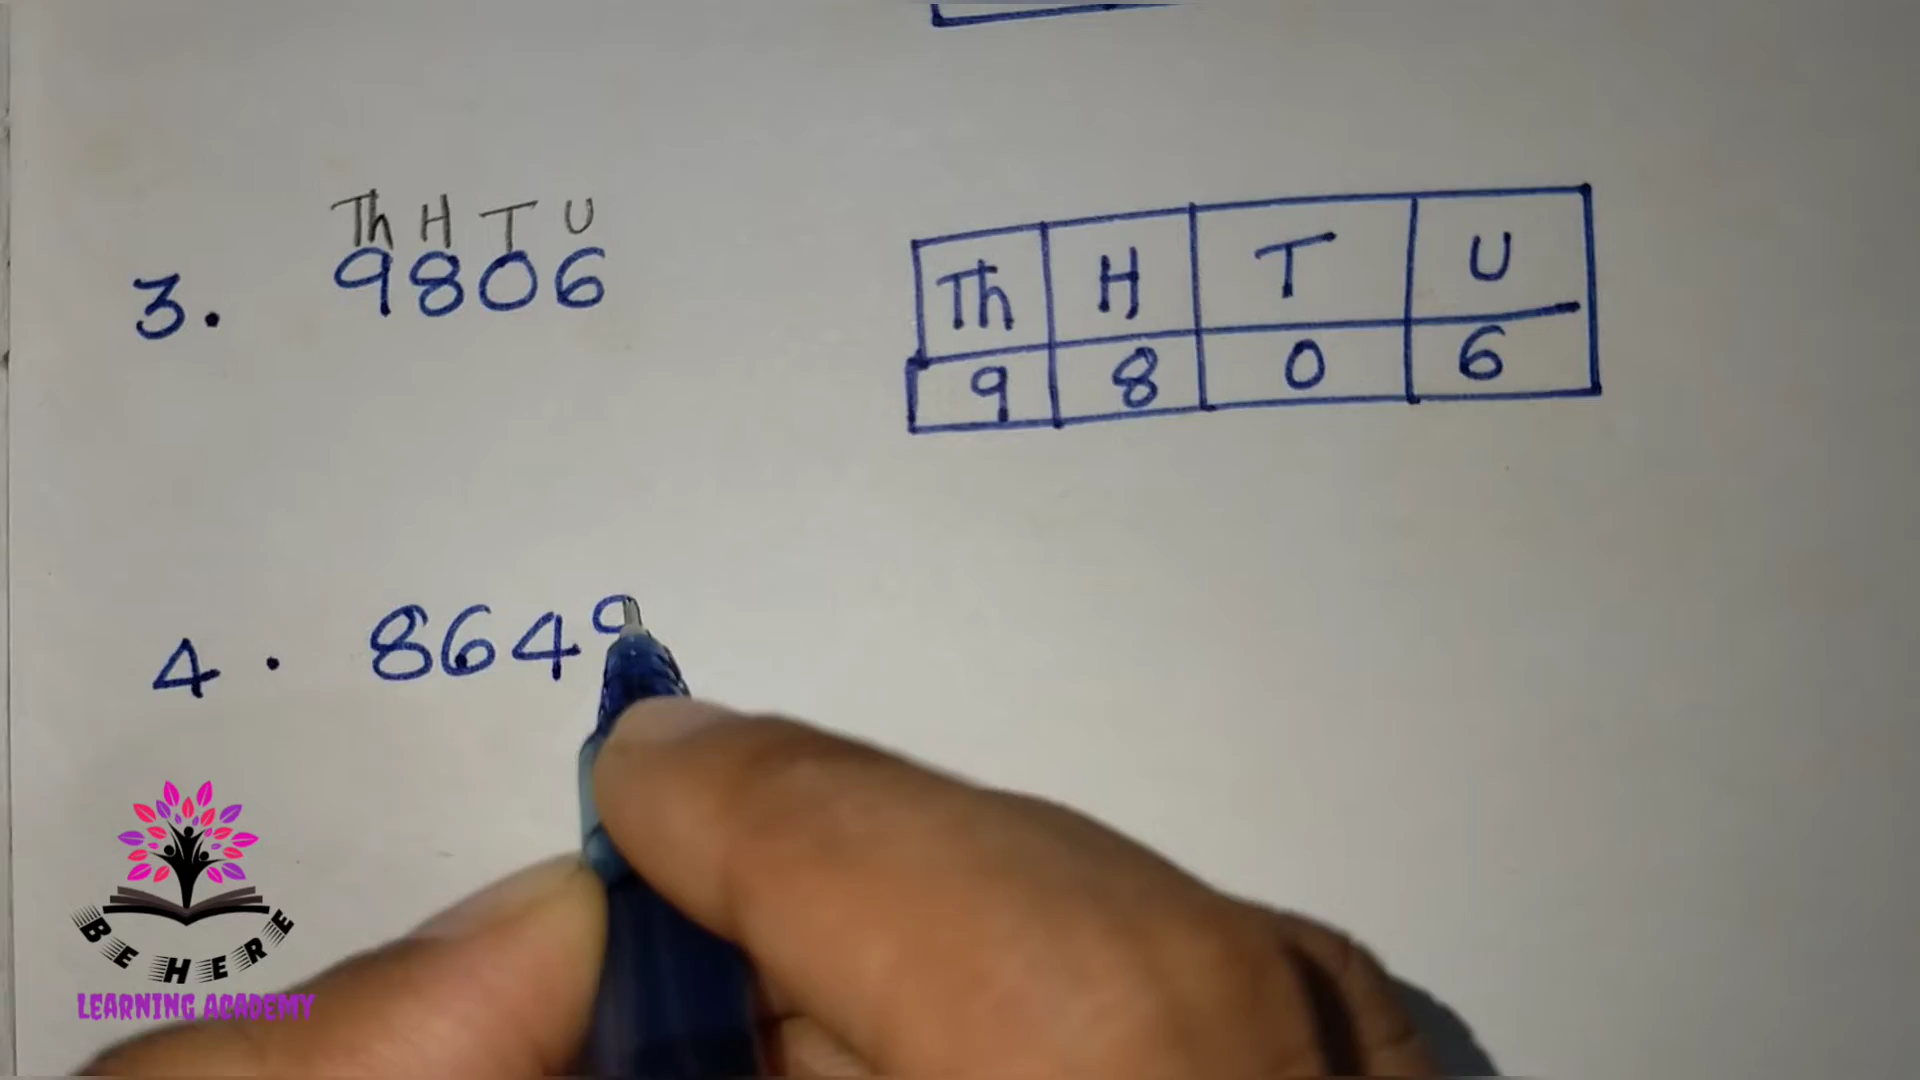 Th H T U
3. 9806
Th H T U
9 8 0 6
4. 864
BE HERE
LEARNING ACADEMY